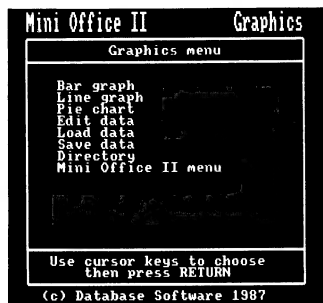 Mini Office II Graphics
Graphics menu
Bar graph
Line graph
Pie chart
Edit data
Load data
Save data
Directory
Mini Office II menu
Use cursor keys to choose
then press RETURN
(c) Database Software 1987